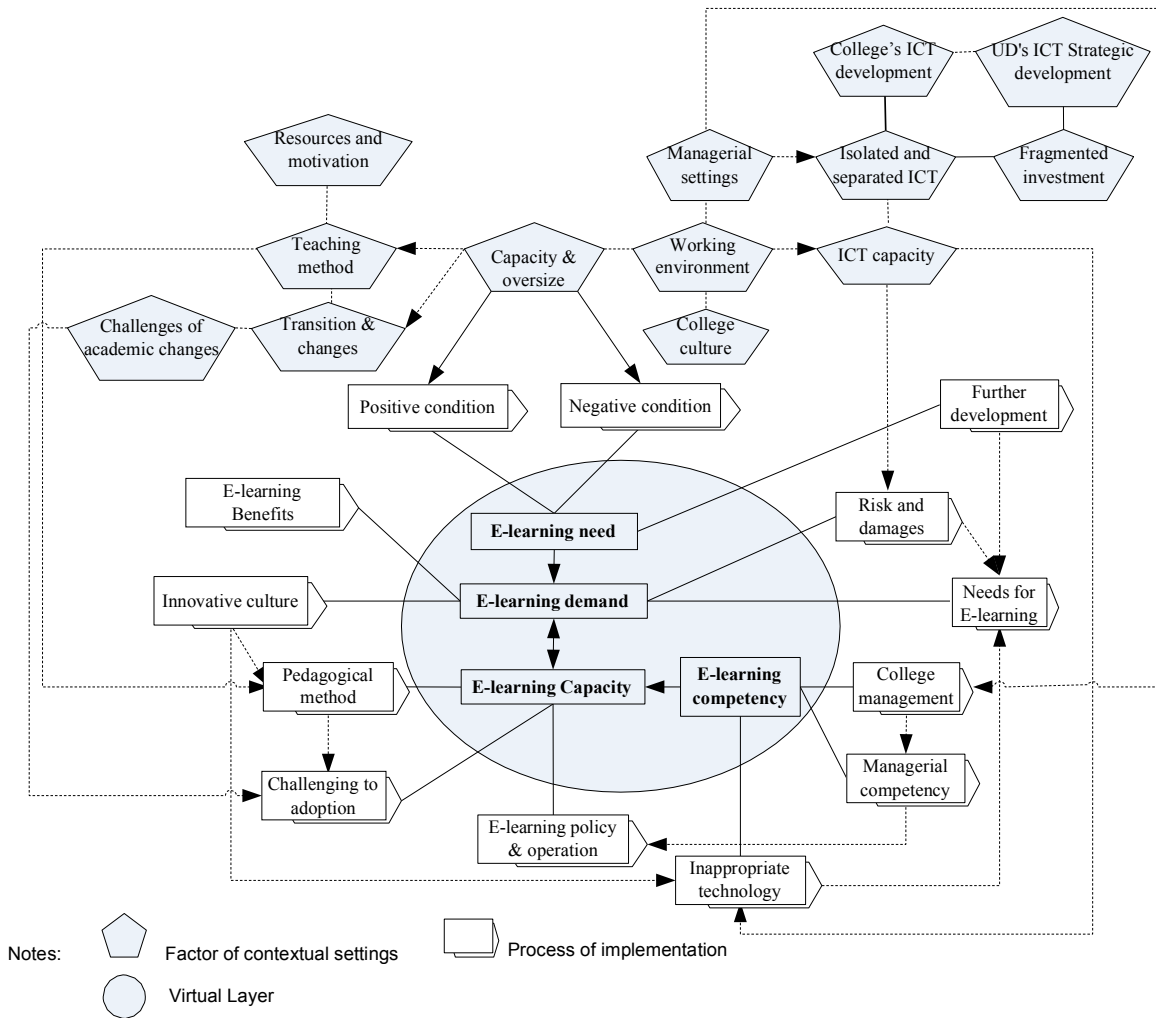 College's ICT
development
UD's ICT Strategic
development
Resources and
motivation
Managerial
settings
Isolated and
separated ICT
Fragmented
investment
Teaching
method
Capacity &
oversize
Working
environment
ICT capacity
Challenges of
academic changes
Transition &
changes
College
culture
Positive condition
Negative condition
Further
development
E-learning
Benefits
E-learning need
Risk and
damages
Innovative culture
E-learning demand
Needs for
E-learning
Pedagogical
method
E-learning Capacity
E-learning
competency
College
management
Challenging to
adoption
Managerial
competency
E-learning policy
& operation
Inappropriate
technology
Notes:
Factor of contextual settings
Process of implementation
Virtual Layer